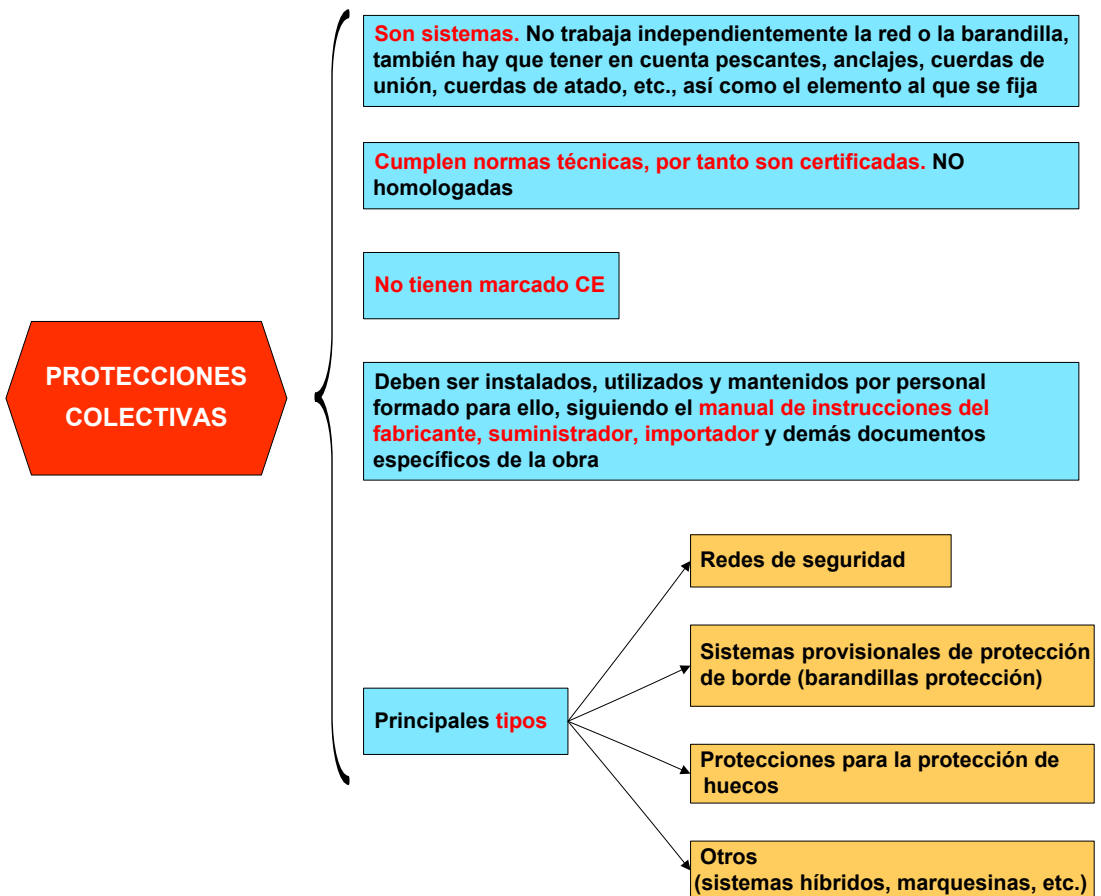 Son sistemas. No trabaja independientemente la red o la barandilla,
también hay que tener en cuenta pescantes, anclajes, cuerdas de
unión, cuerdas de atado, etc., así como el elemento al que se fija
Cumplen normas técnicas, por tanto son certificadas. NO
homologadas
No tienen marcado CE
PROTECCIONES
COLECTIVAS
Deben ser instalados, utilizados y mantenidos por personal
formado para ello, siguiendo el manual de instrucciones del
fabricante, suministrador, importador y demás documentos
específicos de la obra
Principales tipos
Redes de seguridad
Sistemas provisionales de protección
de borde (barandillas protección)
Protecciones para la protección de
huecos
Otros
(sistemas híbridos, marquesinas, etc.)